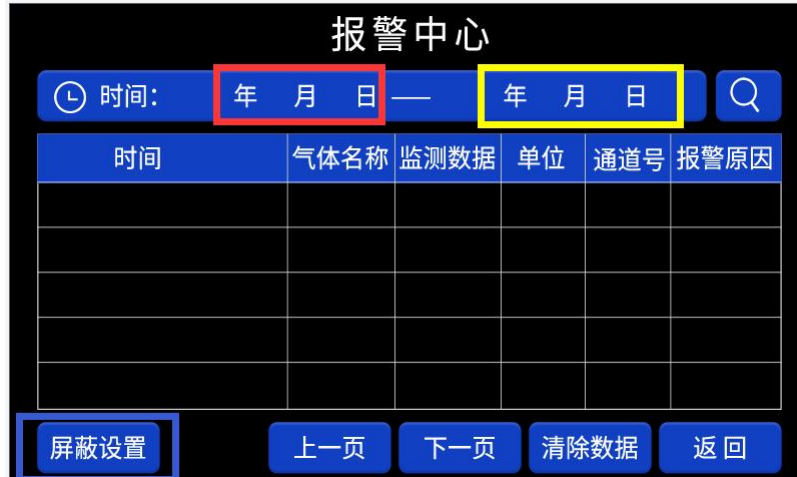 报警中心
时间: 年 月 日 —— 年 月 日
时间 气体名称 监测数据 单位 通道号 报警原因
屏蔽设置 上一页 下一页 清除数据 返回